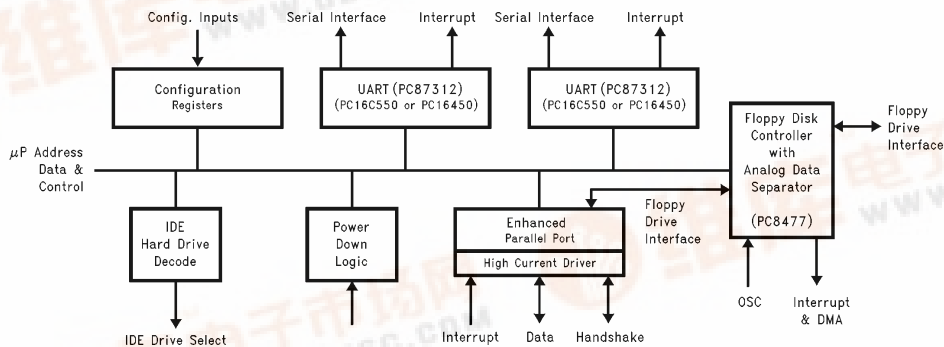 Config. Inputs
Serial Interface
Interrupt
Serial Interface
Interrupt
Configuration
Registers
UART (PC87312)
(PC16C550 or PC16450)
UART (PC87312)
(PC16C550 or PC16450)
Floppy Disk
Controller
with
Analog Data
Separator
(PC8477)
Floppy
Drive
Interface
μP Address
Data &
Control
IDE
Hard Drive
Decode
Power
Down
Logic
Enhanced
Parallel Port
High Current Driver
Floppy
Drive
Interface
IDE Drive Select
Interrupt
Data
Handshake
OSC
Interrupt
& DMA